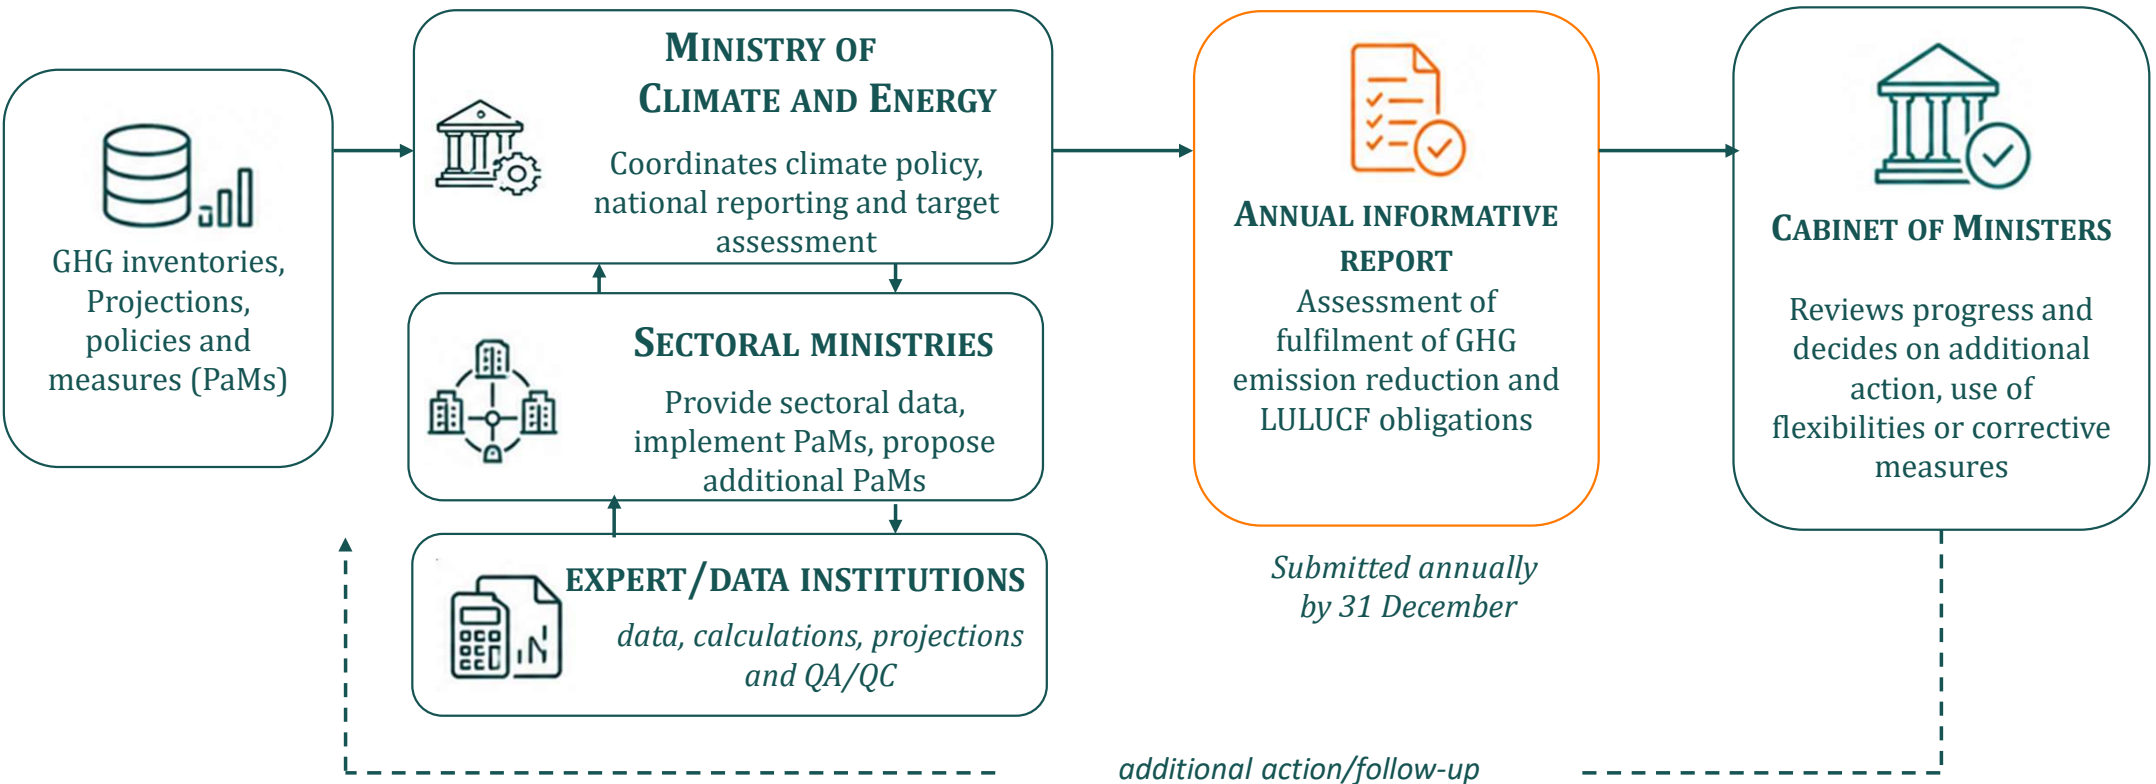 GHG inventories,
Projections,
policies and
measures (PaMs)
MINISTRY OF
CLIMATE AND ENERGY
Coordinates climate policy,
national reporting and target
assessment
SECTORAL MINISTRIES
Provide sectoral data,
implement PaMs, propose
additional PaMs
EXPERT/DATA INSTITUTIONS
data, calculations, projections
and QA/QC
ANNUAL INFORMATIVE
REPORT
Assessment of
fulfilment of GHG
emission reduction and
LULUCF obligations
Submitted annually
by 31 December
CABINET OF MINISTERS
Reviews progress and
decides on additional
action, use of
flexibilities or corrective
measures
additional action/follow-up